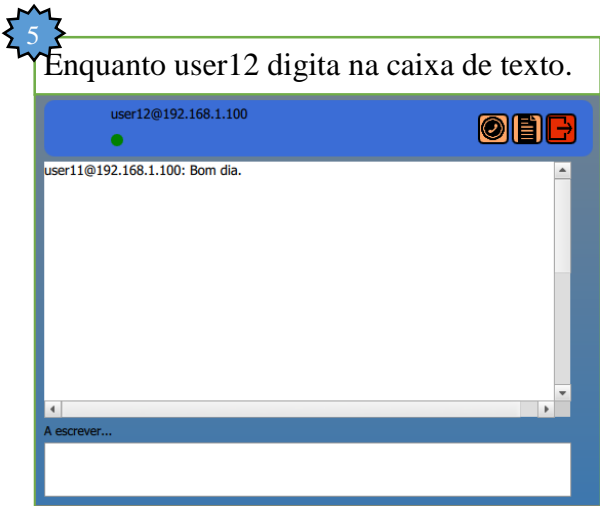 5
Enquanto user12 digita na caixa de texto.
user12@192.168.1.100
user11@192.168.1.100: Bom dia.
A escrever...